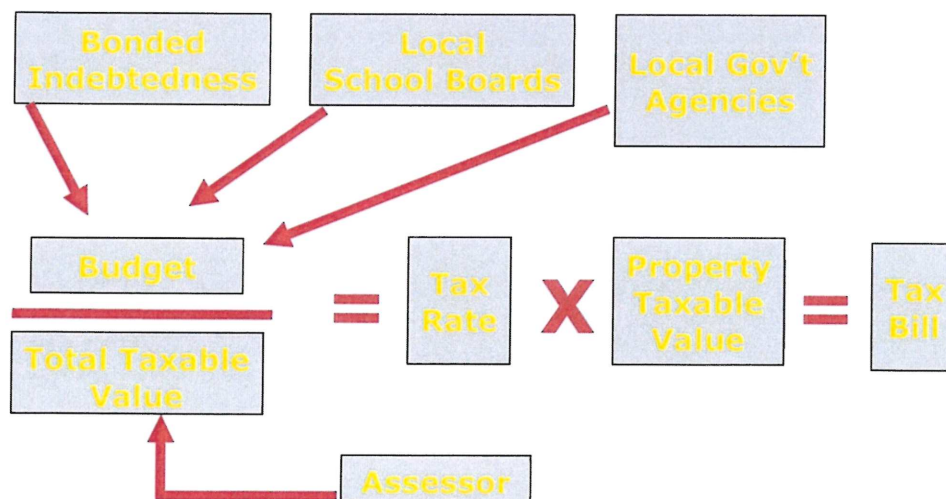 Bonded
Indebtedness
Local
School Boards
Local Gov't
Agencies
Budget
=
Tax
Rate
X
Property
Taxable
Value
=
Tax
Bill
Total Taxable
Value
Assessor